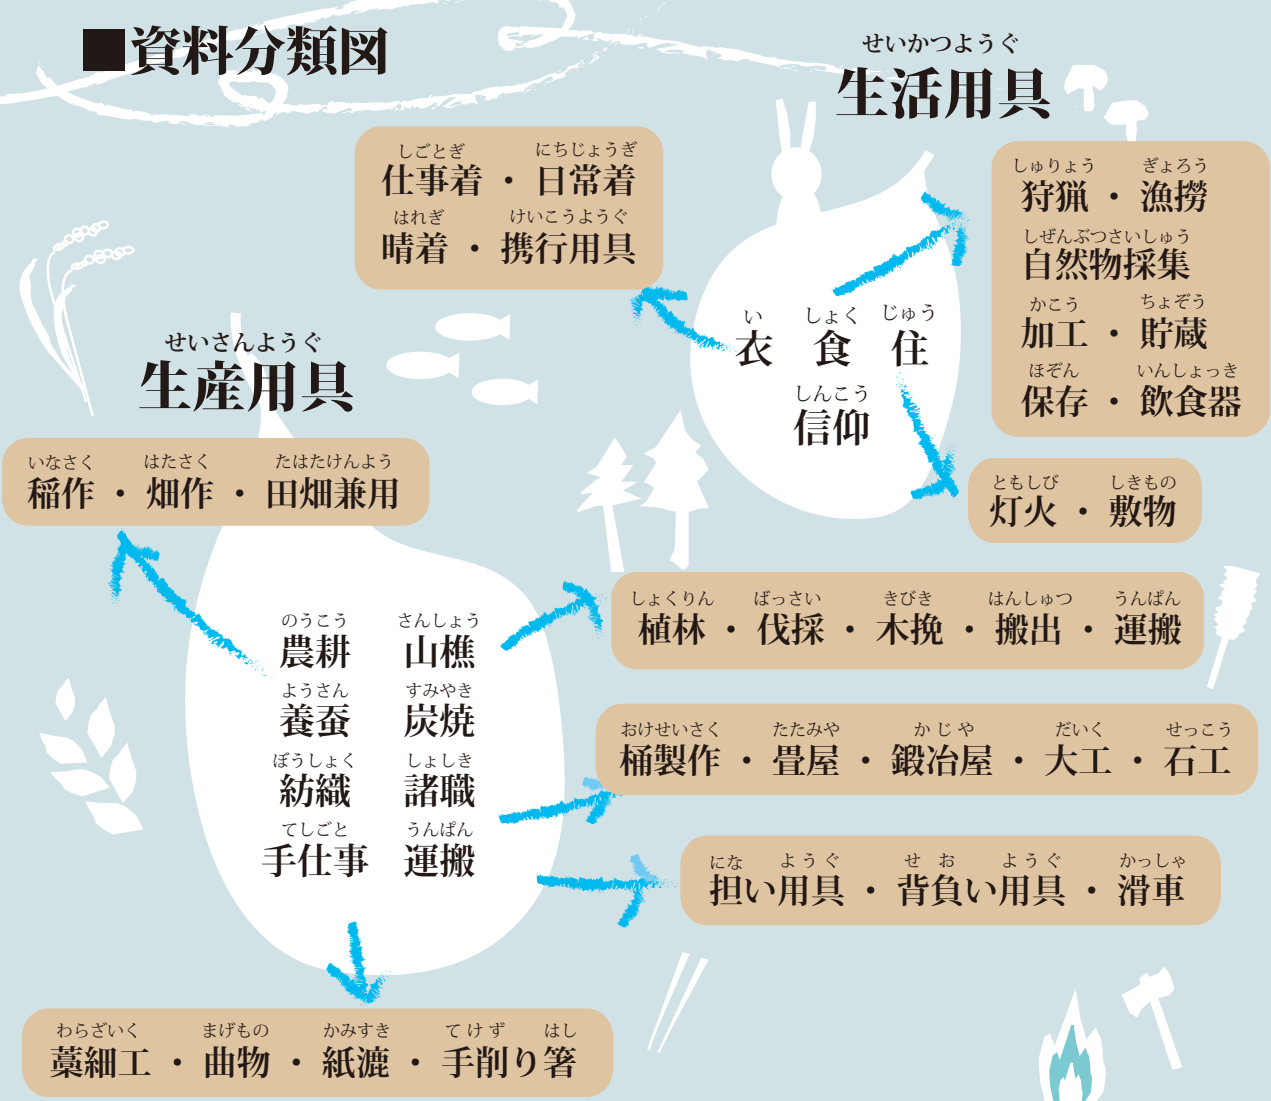 ■資料分類図
せいかつようぐ
生活用具
しごとぎ にちじょうぎ
仕事着・日常着
はれぎ けいこうようぐ
晴着・携行用具
しゅりょう ぎょろう
狩猟・漁撈
しぜんぶつさいしゅう
自然物採集
かこう ちょぞう
加工・貯蔵
ほぞん いんしょっき
保存・飲食器
い しょく じゅう
衣 食 住
しんこう
信仰
ともしび しきもの
灯火・敷物
せいさんようぐ
生産用具
いなさく はたさく たはたけんよう
稲作・畑作・田畑兼用
のうこう さんしょう
農耕 山樵
ようさん すみやき
養蚕 炭焼
ぼうしょく しょしき
紡織 諸職
てしごと うんぱん
手仕事 運搬
しょくりん ばっさい きびき はんしゅつ うんぱん
植林・伐採・木挽・搬出・運搬
おけせいさく たたみや かじや だいく せっこう
桶製作・畳屋・鍛冶屋・大工・石工
にな ようぐ せお ようぐ かっしゃ
担い用具・背負い用具・滑車
わらざいく まげもの かみすき てけず はし
藁細工・曲物・紙漉・手削り箸